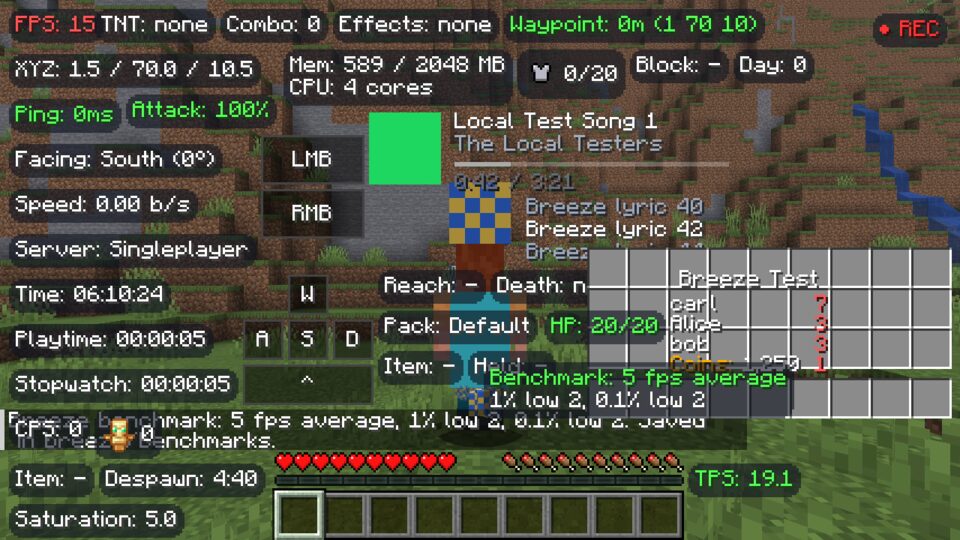 FPS: 15 TNT: none Combo: 0 Effects: none Waypoint: 0m (1 70 10) REC
XYZ: 1.5 / 70.0 / 10.5
Mem: 589 / 2048 MB
CPU: 4 cores
0/20
Block: -
Day: 0
Ping: 0ms
Attack: 100%
Local Test Song 1
The Local Testers
0:42 / 3:21
Facing: South (0°)
LMB
Speed: 0.00 b/s
RMB
Breeze lyric 40
Breeze lyric 42
Breeze lyric
Server: Singleplayer
Time: 06:10:24
W
Reach: - Death:
Breeze Test
carl 7
Alice 3
bob 3
Coins: 1,250 1
Playtime: 00:00:05
A S D
Pack: Default HP: 20/20
Item: -
Stopwatch: 00:00:05
^
Benchmark: 5 fps average
1% low 2, 0.1% low 2
Breeze benchmark: 5 fps average, 1% low 2, 0.1% low 2. Saved
in breeze benchmarks.
CPS: 0
0
Item: - Despawn: 4:40
TPS: 19.1
Saturation: 5.0